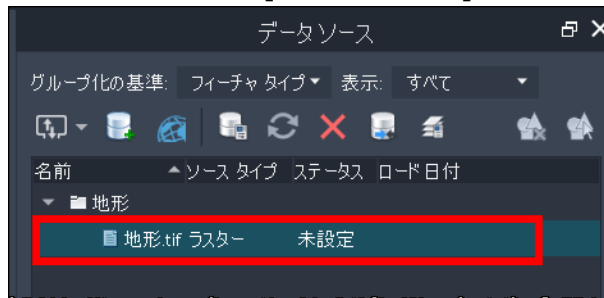 データ ソース
グループ化の基準: フィーチャ タイプ 表示: すべて
名前 ソース タイプ ステータス ロード日付
地形
地形.tif ラスター 未設定